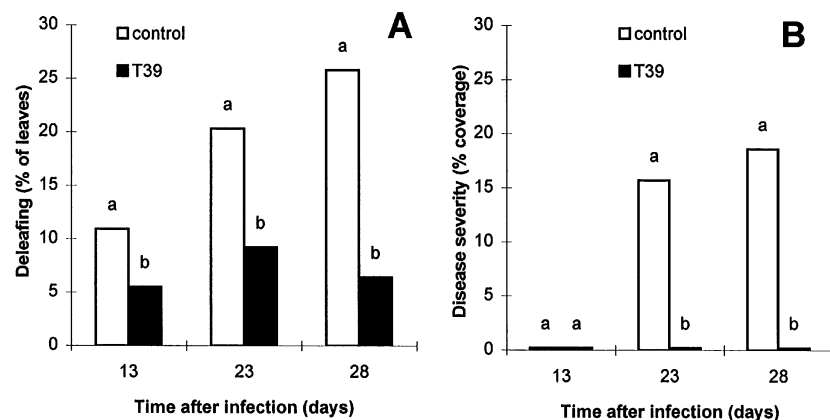 A
control
T39
Deleafing (% of leaves)
30
25
20
15
10
5
0
a
b
a
b
a
b
13 23 28
Time after infection (days)
B
control
T39
Disease severity (% coverage)
30
25
20
15
10
5
0
a a
a
b
a
b
13 23 28
Time after infection (days)